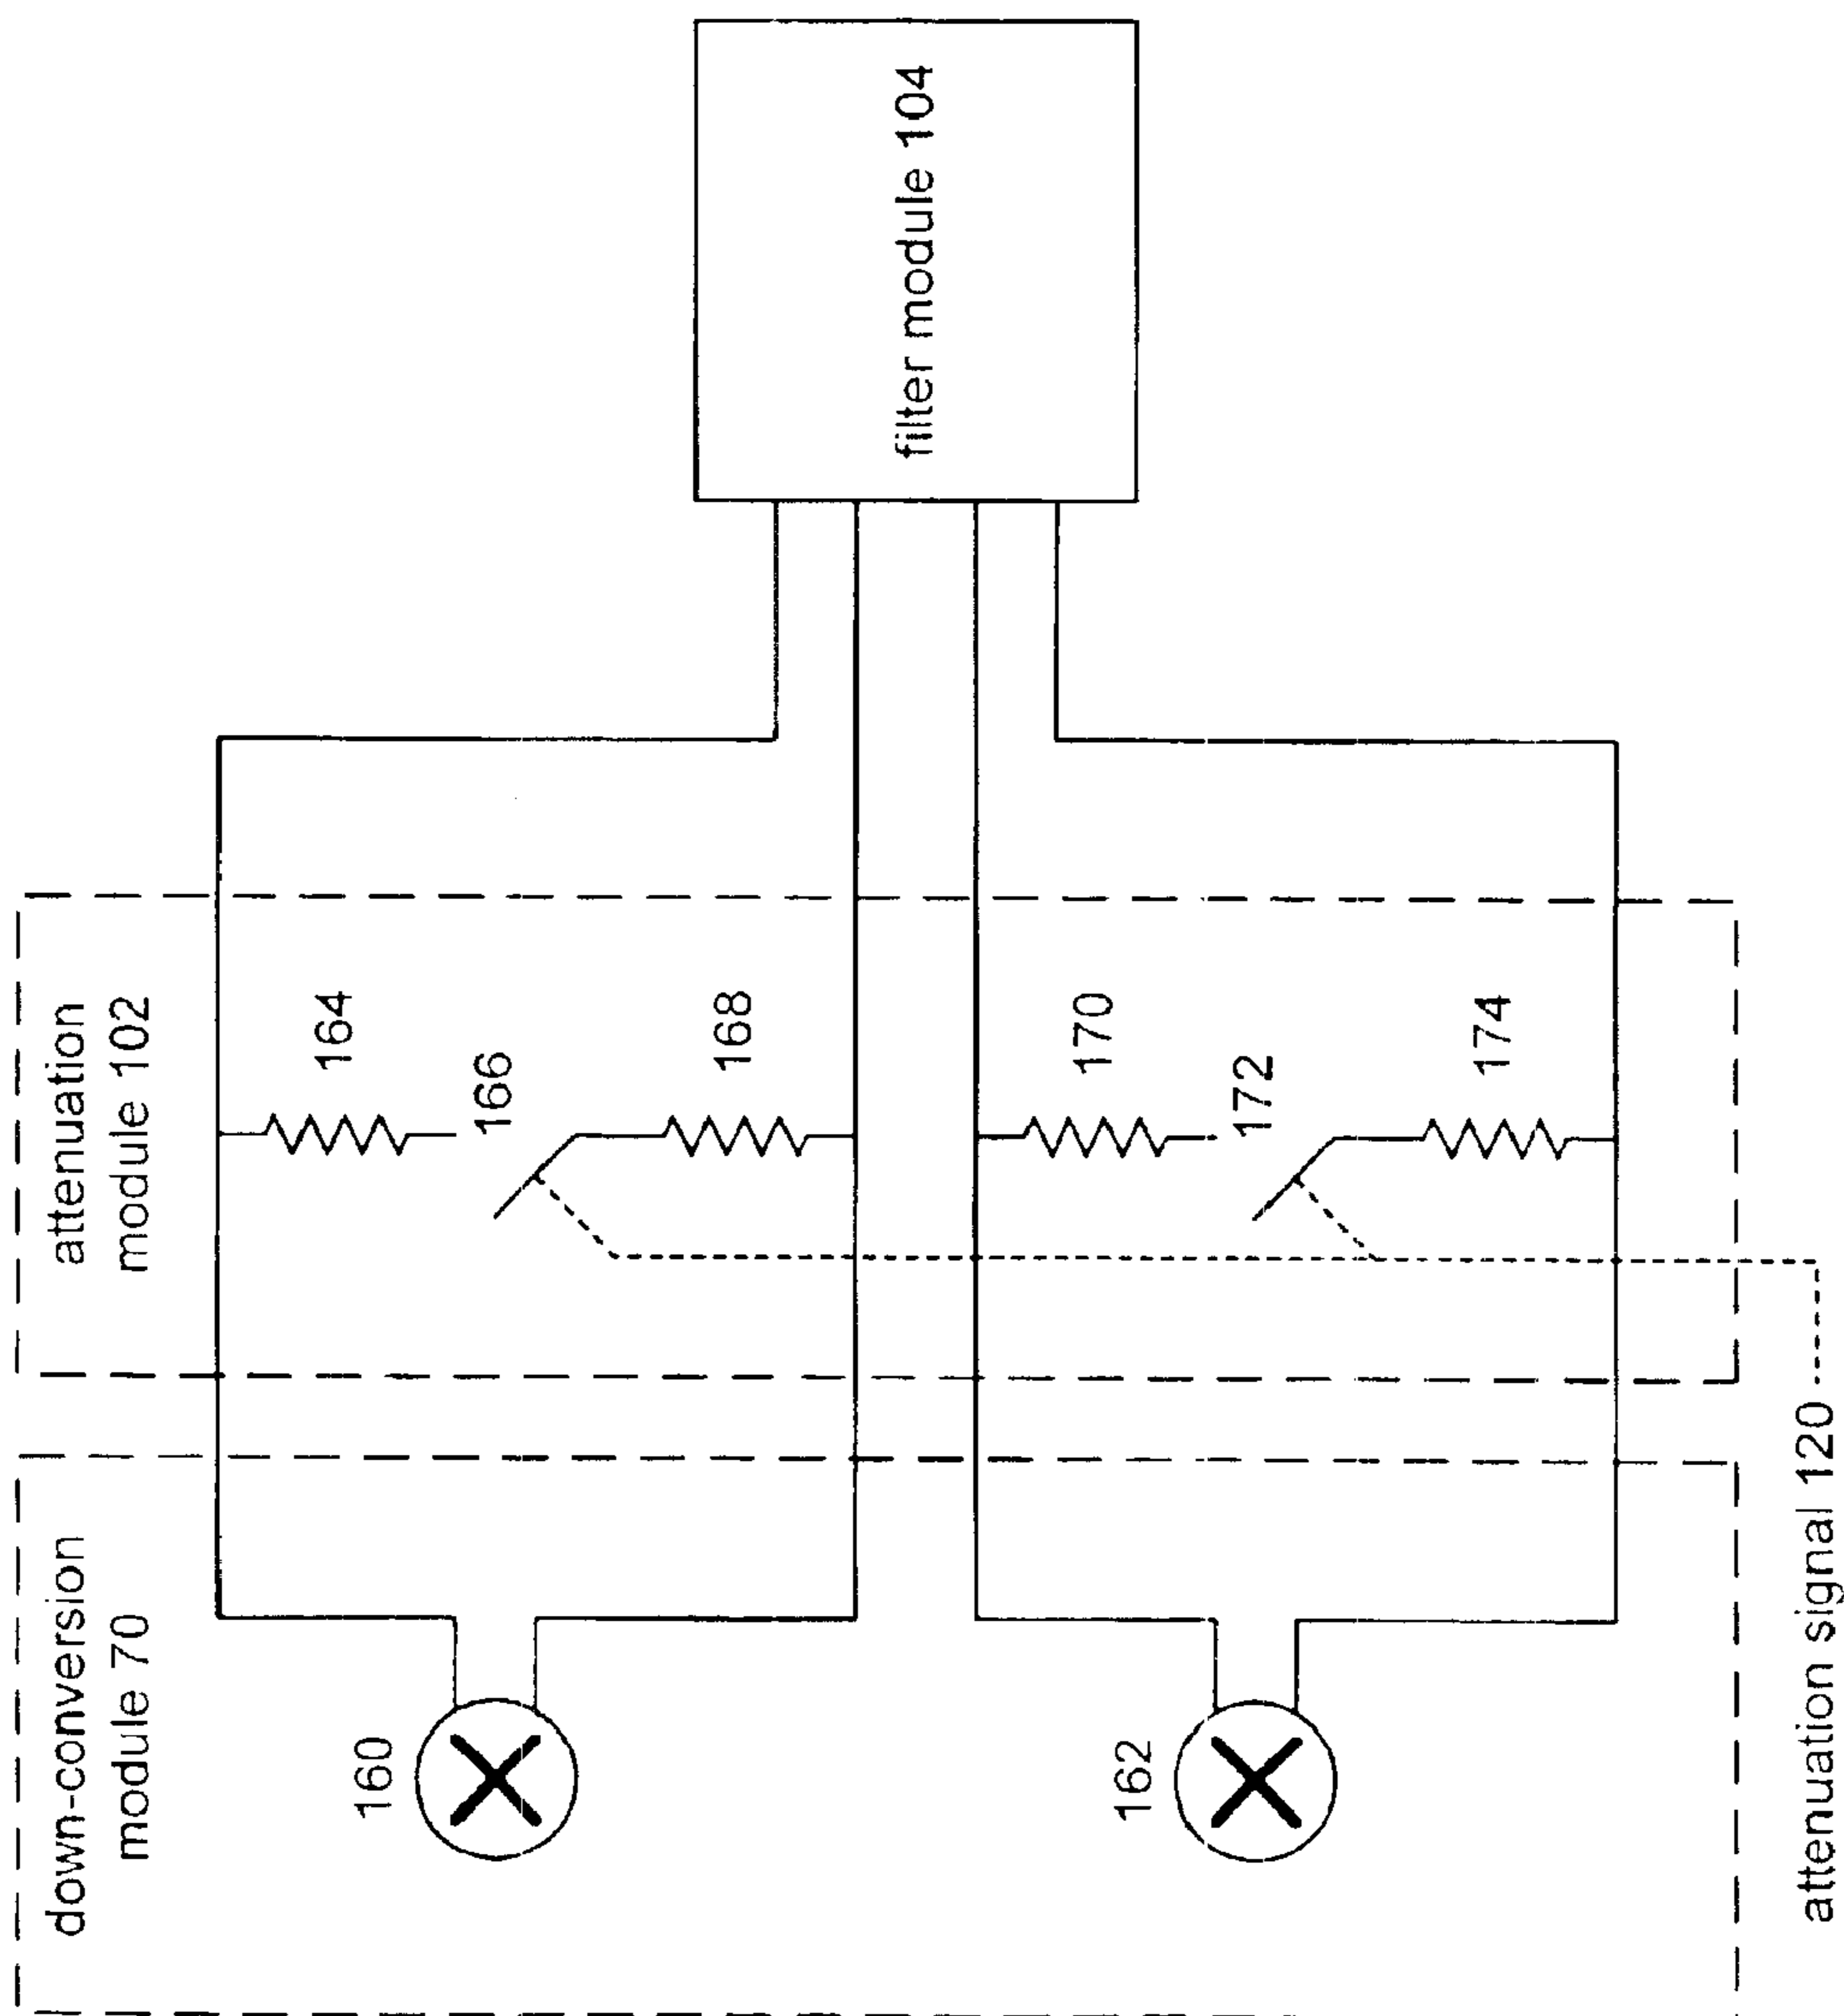 down-conversion
module 70
160
162
attenuation
module 102
164
166
168
170
172
174
filter module 104
attenuation signal 120